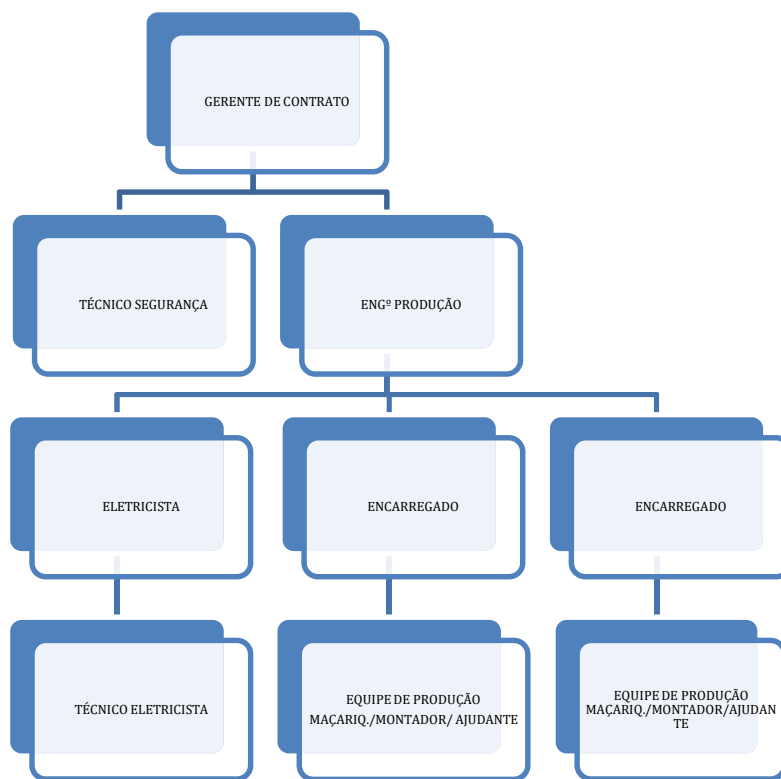 GERENTE DE CONTRATO
TÉCNICO SEGURANÇA
ENGº PRODUÇÃO
ELETRICISTA
ENCARREGADO
ENCARREGADO
TÉCNICO ELETRICISTA
EQUIPE DE PRODUÇÃO
MAÇARIQ./MONTADOR/ AJUDANTE
EQUIPE DE PRODUÇÃO
MAÇARIQ./MONTADOR/AJUDAN
TE